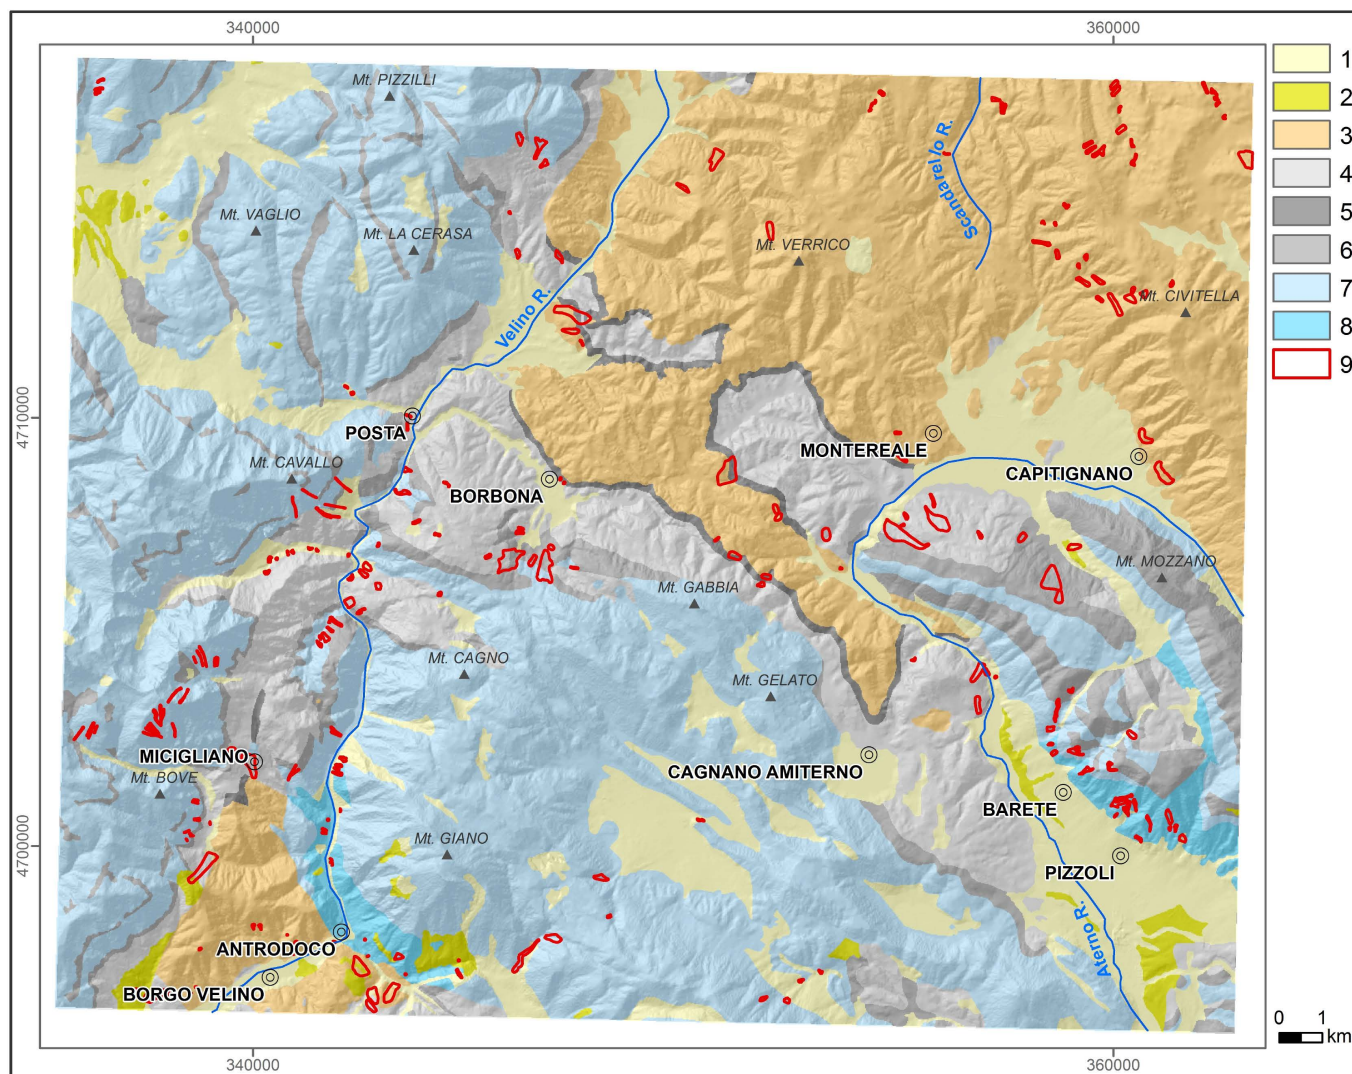 340000
360000
1
2
3
4
5
6
7
8
9
Mt. PIZZILLI
Scandarello R.
Mt. VAGLIO
Mt. LA CERASA
Mt. VERRICO
Mt. CIVITELLA
Velino R.
4710000
POSTA
MONTEREALE
Mt. CAVALLO
CAPITIGNANO
BORBONA
Mt. MOZZANO
Mt. GABBIA
Mt. CAGNO
Mt. GELATO
MICIGLIANO
Mt. BOVE
CAGNANO AMITERNO
BARETE
Mt. GIANO
4700000
PIZZOLI
Aterno R.
ANTRODOCO
BORGO VELINO
0 1
km
340000
360000